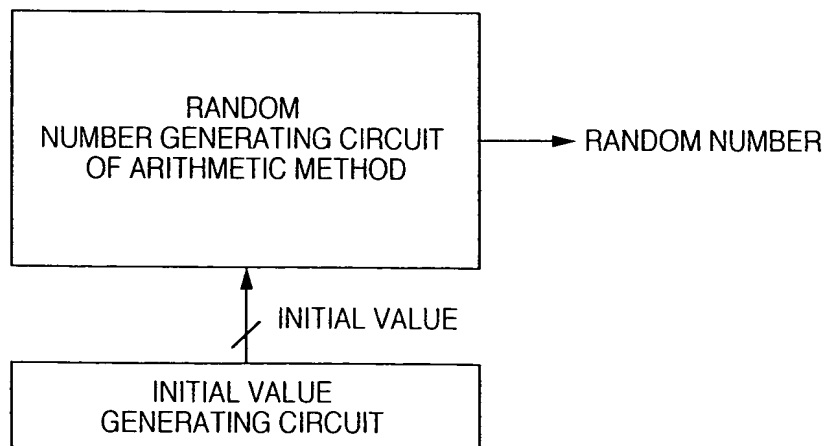 RANDOM
NUMBER GENERATING CIRCUIT
OF ARITHMETIC METHOD
RANDOM NUMBER
INITIAL VALUE
INITIAL VALUE
GENERATING CIRCUIT